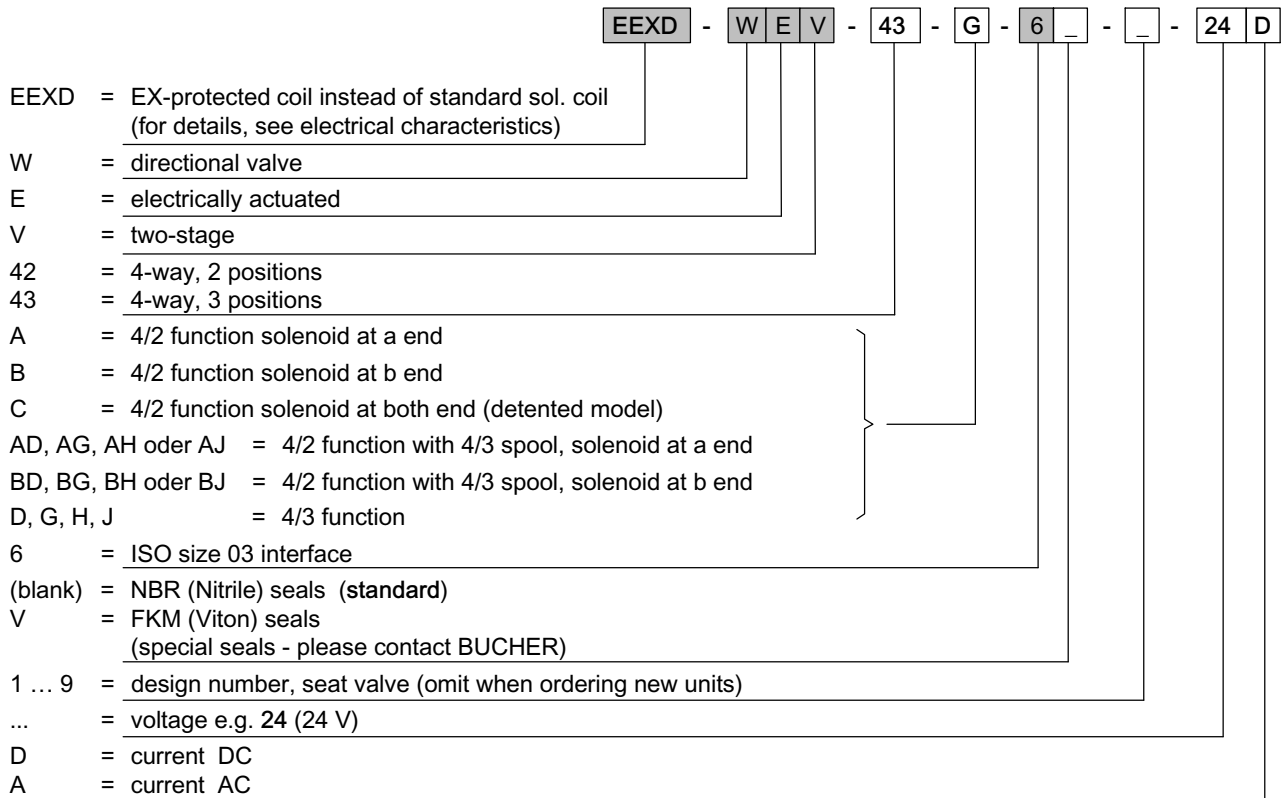 EEXD - W E V - 43 - G - 6 _ - _ - 24 D
EEXD = EX-protected coil instead of standard sol. coil
(for details, see electrical characteristics)
W = directional valve
E = electrically actuated
V = two-stage
42 = 4-way, 2 positions
43 = 4-way, 3 positions
A = 4/2 function solenoid at a end
B = 4/2 function solenoid at b end
C = 4/2 function solenoid at both end (detented model)
AD, AG, AH oder AJ = 4/2 function with 4/3 spool, solenoid at a end
BD, BG, BH oder BJ = 4/2 function with 4/3 spool, solenoid at b end
D, G, H, J = 4/3 function
6 = ISO size 03 interface
(blank) = NBR (Nitrile) seals (standard)
V = FKM (Viton) seals
(special seals - please contact BUCHER)
1 … 9 = design number, seat valve (omit when ordering new units)
... = voltage e.g. 24 (24 V)
D = current DC
A = current AC